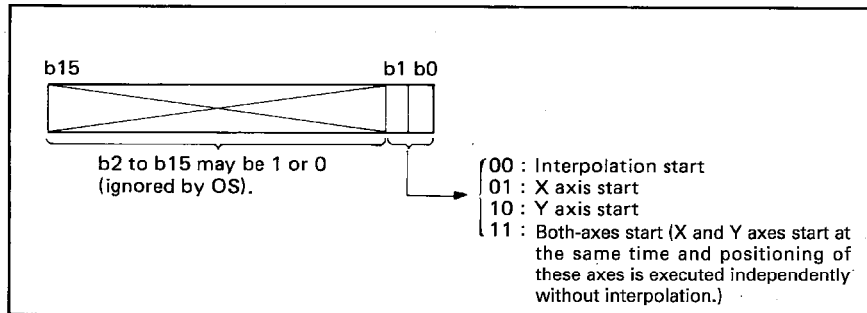 b15 b1 b0
b2 to b15 may be 1 or 0
(ignored by OS).
00 : Interpolation start
01 : X axis start
10 : Y axis start
11 : Both-axes start (X and Y axes start at
the same time and positioning of
these axes is executed independently
without interpolation.)